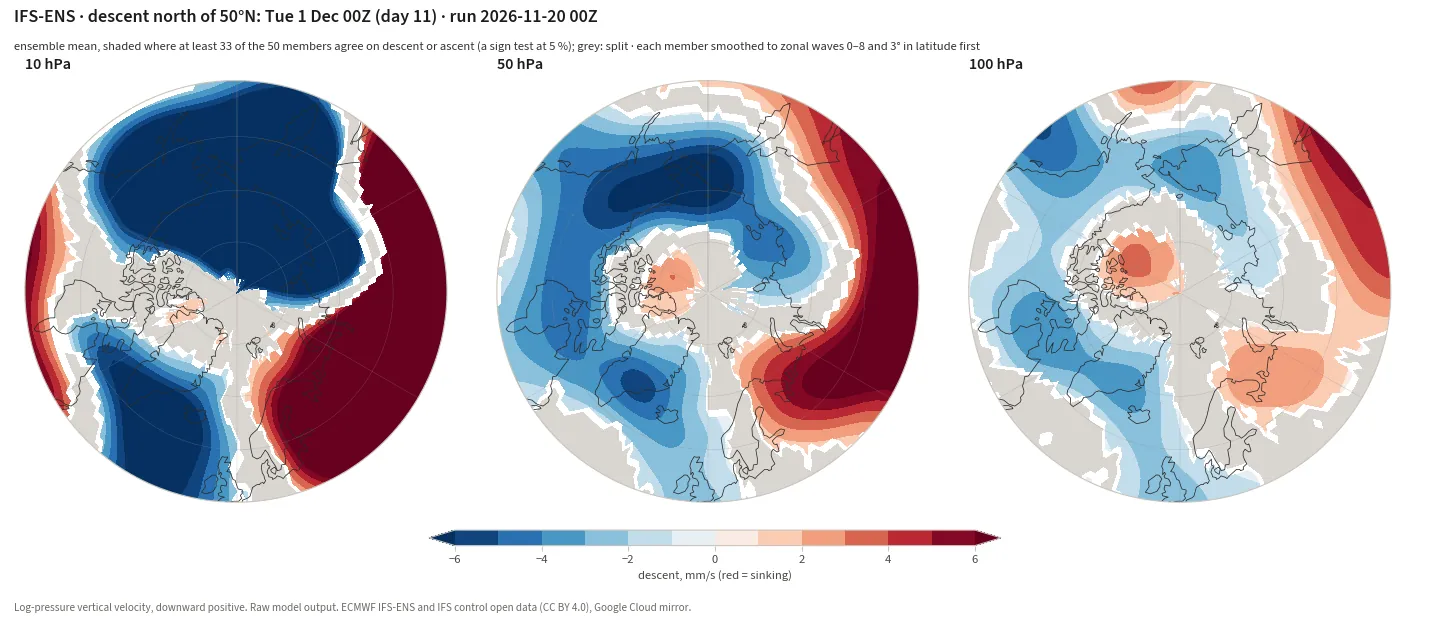 IFS-ENS · descent north of 50°N: Tue 1 Dec 00Z (day 11) · run 2026-11-20 00Z
ensemble mean, shaded where at least 33 of the 50 members agree on descent or ascent (a sign test at 5 %); grey: split · each member smoothed to zonal waves 0–8 and 3° in latitude first
10 hPa
50 hPa
100 hPa
−6 −4 −2 0 2 4 6
descent, mm/s (red = sinking)
Log-pressure vertical velocity, downward positive. Raw model output. ECMWF IFS-ENS and IFS control open data (CC BY 4.0), Google Cloud mirror.